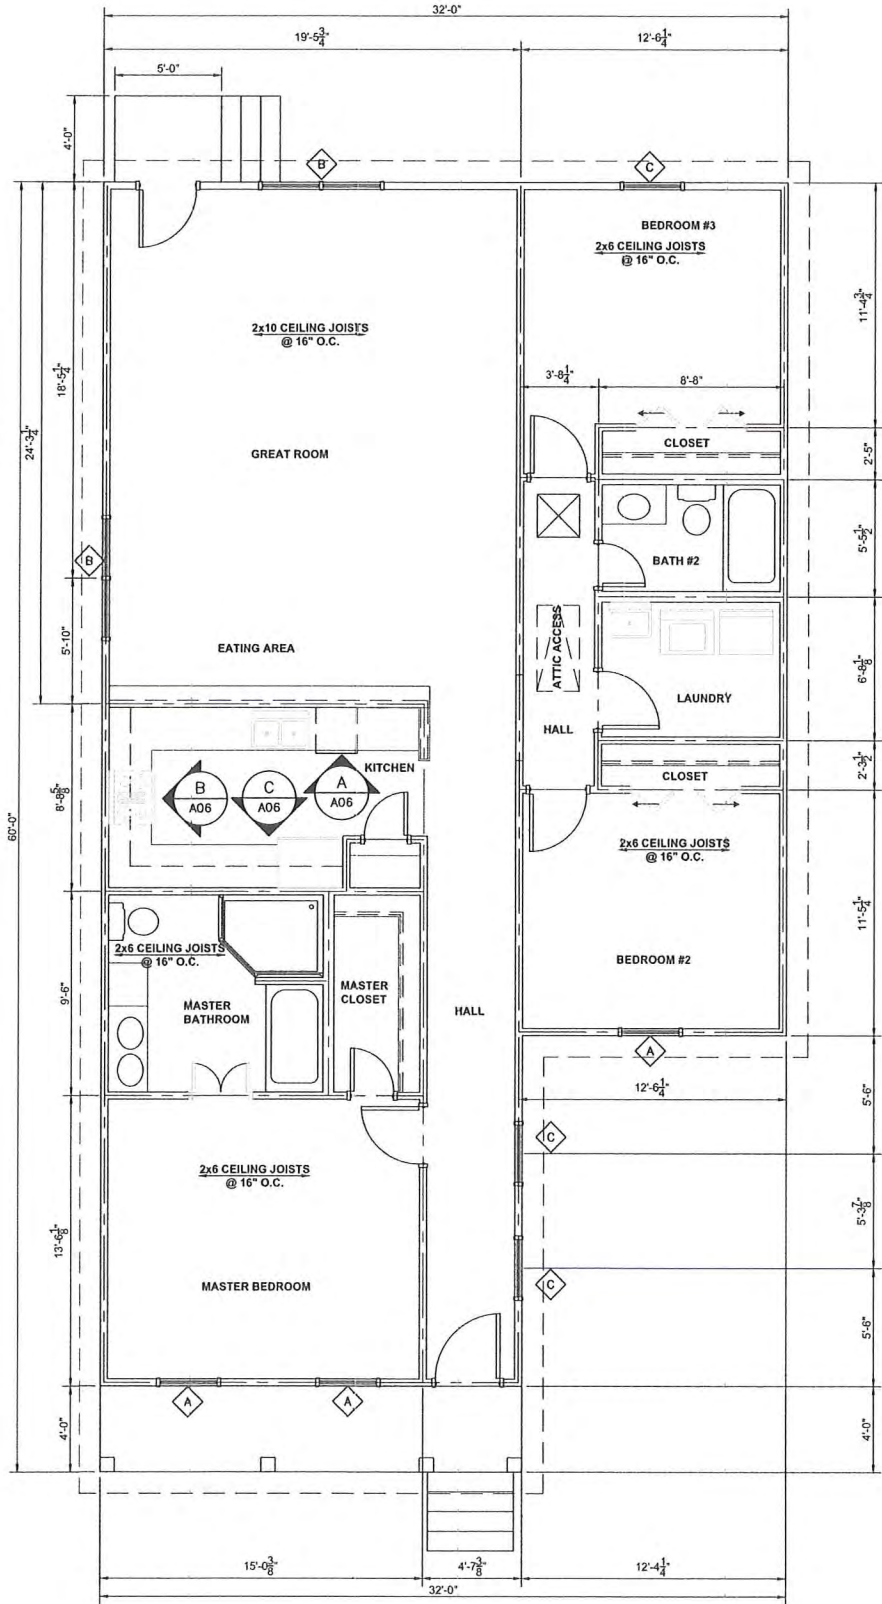 32'-0"
19'-5 3/4"
12'-6 1/4"
5'-0"
4'-0"
B
C
BEDROOM #3
2x6 CEILING JOISTS
@ 16" O.C.
11'-4 3/4"
2x10 CEILING JOISTS
@ 16" O.C.
18'-5 1/4"
24'-3 1/4"
3'-8 1/4"
8'-8"
CLOSET
2'-5"
GREAT ROOM
B
BATH #2
5'-5 1/2"
5'-10"
EATING AREA
ATTIC ACCESS
LAUNDRY
6'-8 1/8"
HALL
KITCHEN
B
A06
C
A06
A
A06
CLOSET
2'-3 1/2"
8'-8 5/8"
60'-0"
2x6 CEILING JOISTS
@ 16" O.C.
11'-5 1/4"
2x6 CEILING JOISTS
@ 16" O.C.
BEDROOM #2
9'-6"
MASTER
BATHROOM
MASTER
CLOSET
HALL
A
12'-6 1/4"
5'-6"
C
2x6 CEILING JOISTS
@ 16" O.C.
5'-3 7/8"
13'-6 1/8"
MASTER BEDROOM
C
5'-6"
A
A
4'-0"
4'-0"
15'-0 3/8"
4'-7 3/8"
12'-4 1/4"
32'-0"